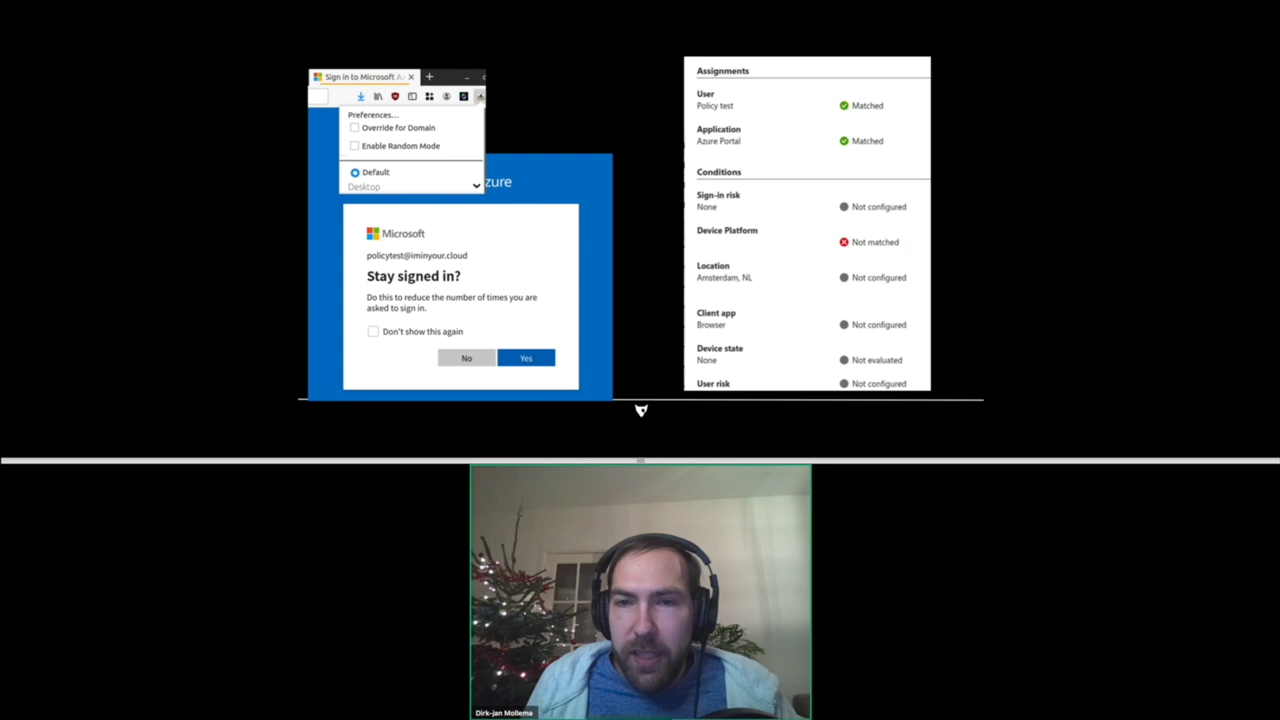 Sign in to Microsoft Az
Preferences...
Override for Domain
Enable Random Mode
Default
Desktop
zure
Microsoft
policytest@iminyour.cloud
Stay signed in?
Do this to reduce the number of times you are
asked to sign in.
Don't show this again
No
Yes
Assignments
User
Policy test
Matched
Application
Azure Portal
Matched
Conditions
Sign-in risk
None
Not configured
Device Platform
Not matched
Location
Amsterdam, NL
Not configured
Client app
Browser
Not configured
Device state
None
Not evaluated
User risk
Not configured
Dirk-jan Mollema